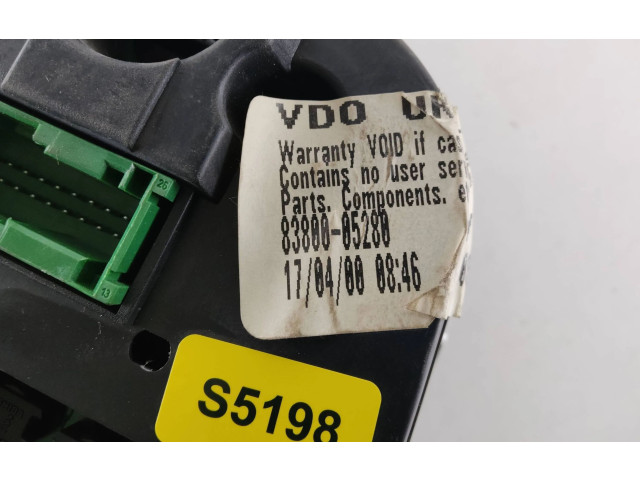 VDO
Warranty VOID if
Contains no user
Parts. Components.
83800-05280
17/04/00 08:46
26
13
S5198